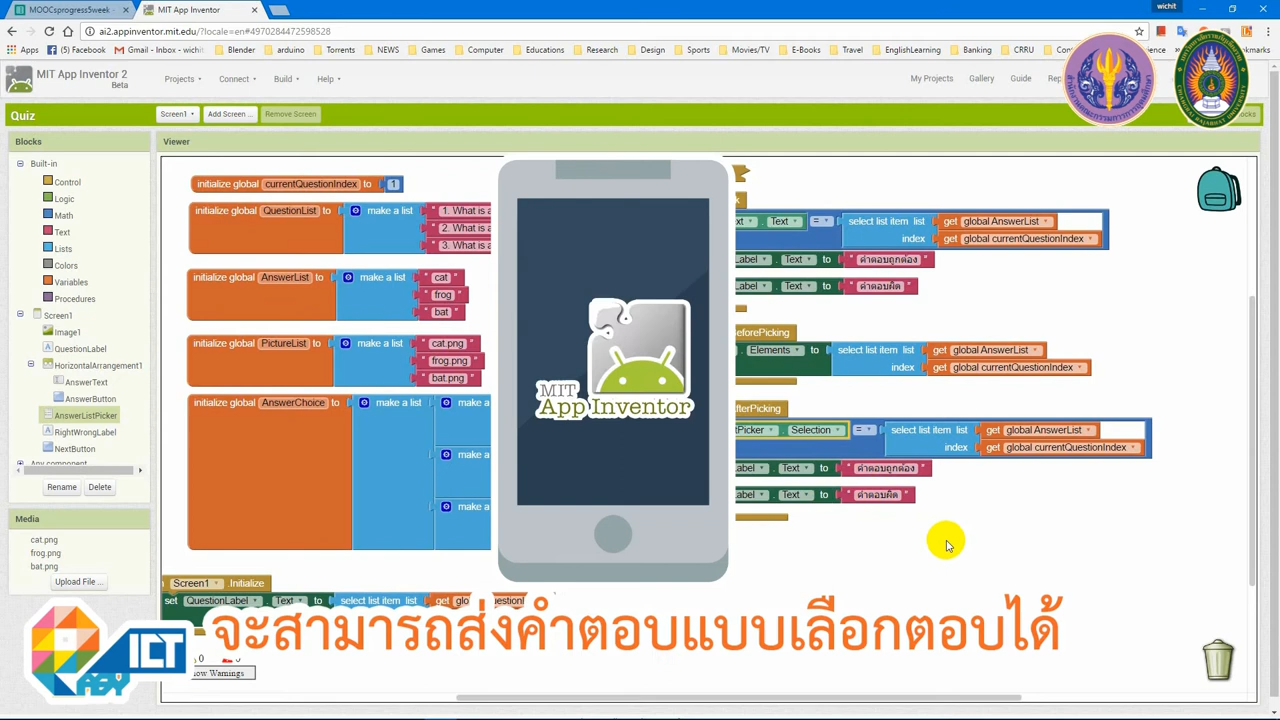 MOOCsprogress5week -
MIT App Inventor
wichit
ai2.appinventor.mit.edu/?locale=en#4970284472598528
Apps
(5) Facebook
Gmail - Inbox - wichit
Blender
arduino
Torrents
NEWS
Games
Computer
Educations
Research
Design
Sports
Movies/TV
E-Books
Travel
EnglishLearning
Banking
CRRU
MIT App Inventor 2
Beta
Projects
Connect
Build
Help
My Projects
Gallery
Guide
Quiz
Screen1
Add Screen ...
Remove Screen
Blocks
Viewer
Built-in
Control
Logic
Math
Text
Lists
Colors
Variables
Procedures
Screen1
Image1
QuestionLabel
HorizontalArrangement1
AnswerText
AnswerButton
AnswerListPicker
RightWrongLabel
NextButton
Any component
Rename
Delete
Media
cat.png
frog.png
bat.png
Upload File ...
initialize global currentQuestionIndex to 1
initialize global QuestionList to make a list " 1. What is a
" 2. What is a
" 3. What is a
initialize global AnswerList to make a list " cat "
" frog "
" bat "
initialize global PictureList to make a list " cat.png "
" frog.png "
" bat.png "
initialize global AnswerChoice to make a list make a
make a
make a
Screen1 .Initialize
set QuestionLabel . Text to select list item list get
. Text = select list item list get global AnswerList
index get global currentQuestionIndex
. Text to " คำตอบถูกต้อง "
. Text to " คำตอบผิด "
eforePicking
. Elements to select list item list get global AnswerList
index get global currentQuestionIndex
fterPicking
tPicker . Selection = select list item list get global AnswerList
index get global currentQuestionIndex
. Text to " คำตอบถูกต้อง "
. Text to " คำตอบผิด "
MIT
App Inventor
จะสามารถส่งคำตอบแบบเลือกตอบได้
0
ow Warnings
ICT